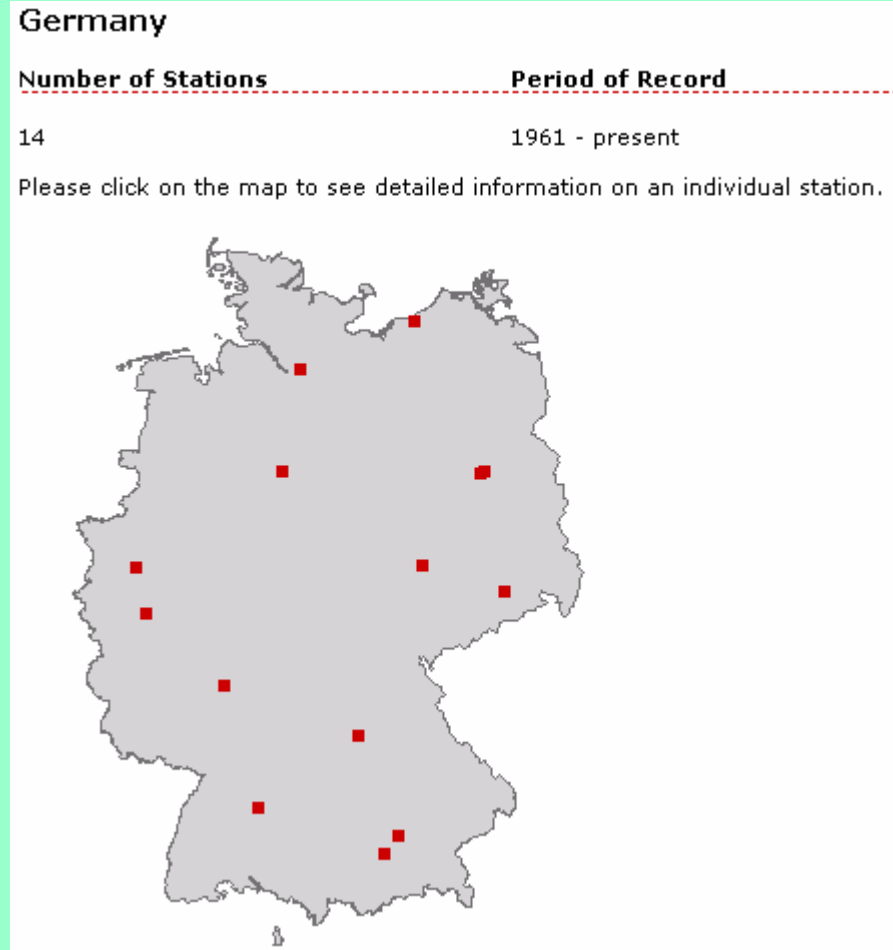 Germany
Number of Stations Period of Record
14 1961 - present
Please click on the map to see detailed information on an individual station.